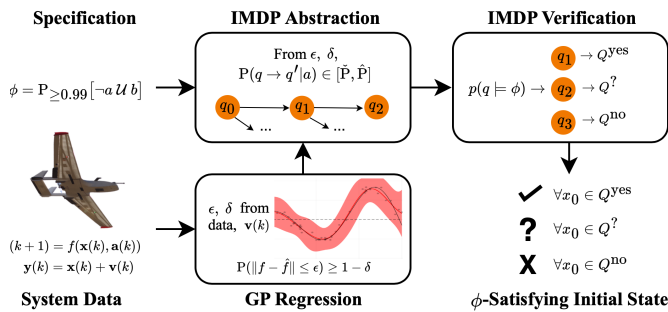 Specification
IMDP Abstraction
IMDP Verification
ϕ = P≥0.99[¬a 𝒰 b]
From ϵ, δ,
P(q → q′|a) ∈ [P̌, P̂]
q0 q1 q2
... ...
p(q ⊨ ϕ) →
q1 → Qyes
q2 → Q?
q3 → Qno
(k + 1) = f(x(k), a(k))
y(k) = x(k) + v(k)
ϵ, δ from
data, v(k)
P(‖f − f̂‖ ≤ ϵ) ≥ 1 − δ
✓ ∀x0 ∈ Qyes
? ∀x0 ∈ Q?
X ∀x0 ∈ Qno
System Data
GP Regression
ϕ-Satisfying Initial State